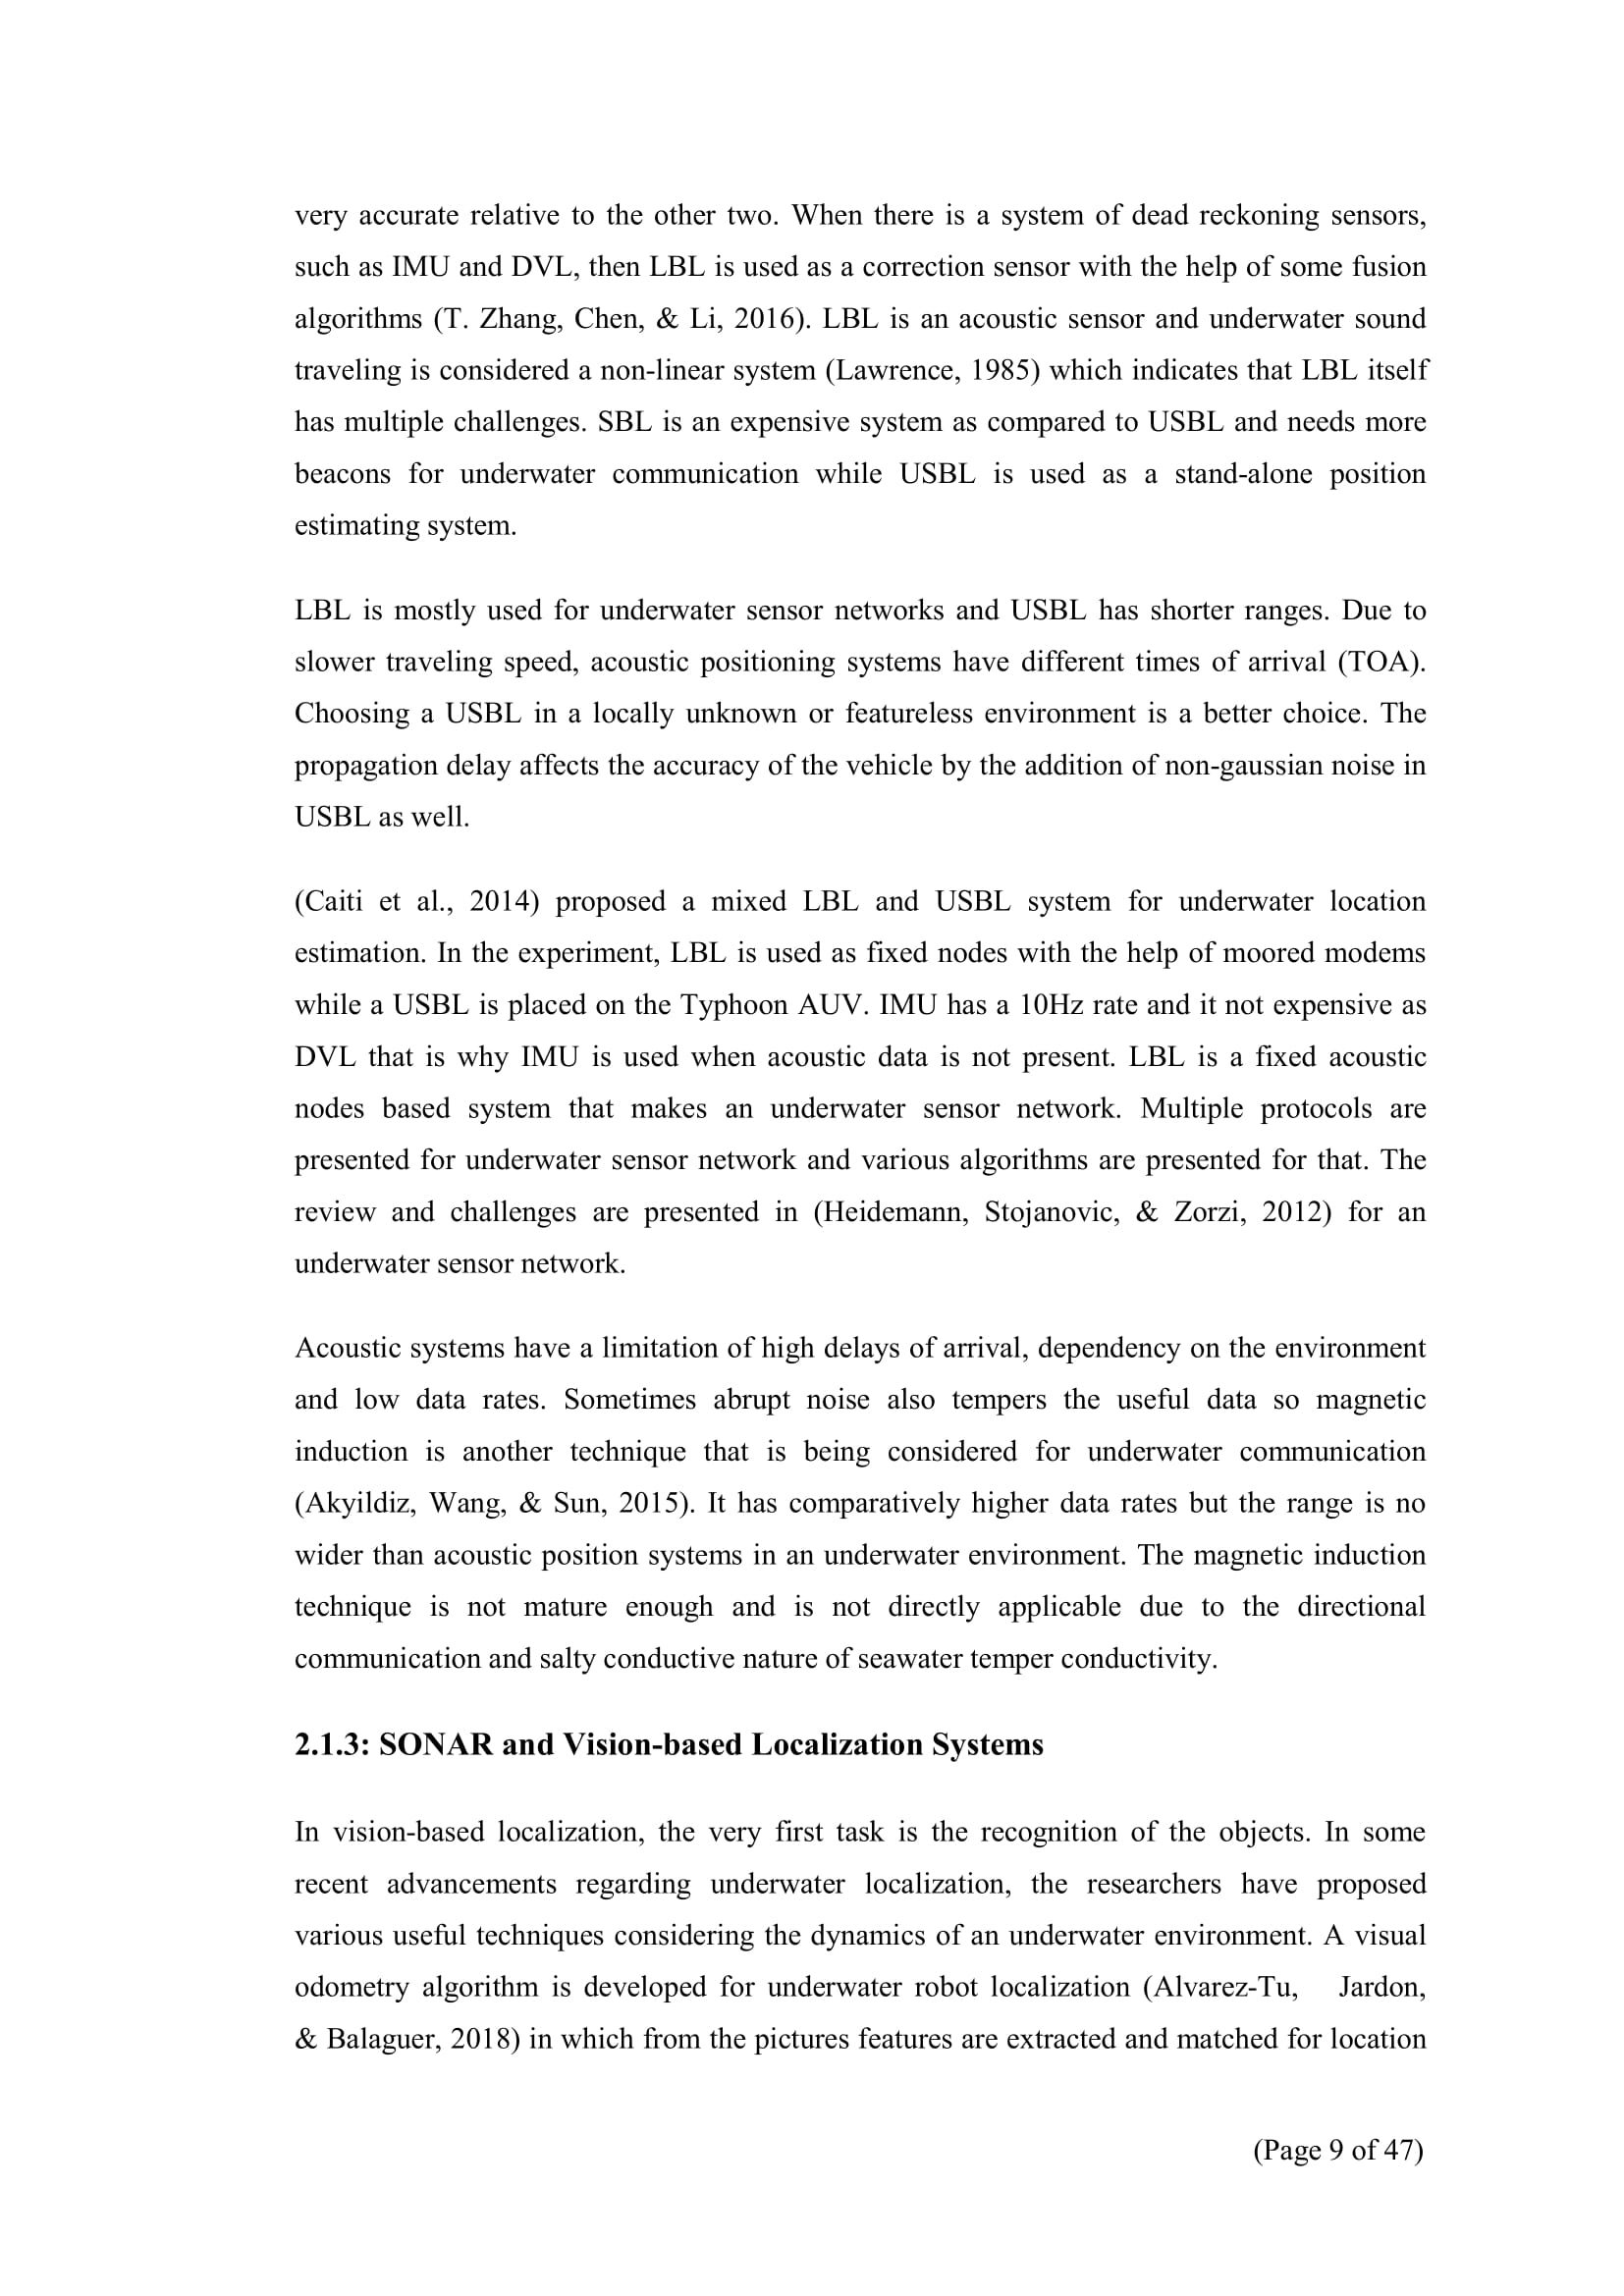 very accurate relative to the other two. When there is a system of dead reckoning sensors,
such as IMU and DVL, then LBL is used as a correction sensor with the help of some fusion
algorithms (T. Zhang, Chen, & Li, 2016). LBL is an acoustic sensor and underwater sound
traveling is considered a non-linear system (Lawrence, 1985) which indicates that LBL itself
has multiple challenges. SBL is an expensive system as compared to USBL and needs more
beacons for underwater communication while USBL is used as a stand-alone position
estimating system.
LBL is mostly used for underwater sensor networks and USBL has shorter ranges. Due to
slower traveling speed, acoustic positioning systems have different times of arrival (TOA).
Choosing a USBL in a locally unknown or featureless environment is a better choice. The
propagation delay affects the accuracy of the vehicle by the addition of non-gaussian noise in
USBL as well.
(Caiti et al., 2014) proposed a mixed LBL and USBL system for underwater location
estimation. In the experiment, LBL is used as fixed nodes with the help of moored modems
while a USBL is placed on the Typhoon AUV. IMU has a 10Hz rate and it not expensive as
DVL that is why IMU is used when acoustic data is not present. LBL is a fixed acoustic
nodes based system that makes an underwater sensor network. Multiple protocols are
presented for underwater sensor network and various algorithms are presented for that. The
review and challenges are presented in (Heidemann, Stojanovic, & Zorzi, 2012) for an
underwater sensor network.
Acoustic systems have a limitation of high delays of arrival, dependency on the environment
and low data rates. Sometimes abrupt noise also tempers the useful data so magnetic
induction is another technique that is being considered for underwater communication
(Akyildiz, Wang, & Sun, 2015). It has comparatively higher data rates but the range is no
wider than acoustic position systems in an underwater environment. The magnetic induction
technique is not mature enough and is not directly applicable due to the directional
communication and salty conductive nature of seawater temper conductivity.
2.1.3: SONAR and Vision-based Localization Systems
In vision-based localization, the very first task is the recognition of the objects. In some
recent advancements regarding underwater localization, the researchers have proposed
various useful techniques considering the dynamics of an underwater environment. A visual
odometry algorithm is developed for underwater robot localization (Alvarez-Tu, Jardon,
& Balaguer, 2018) in which from the pictures features are extracted and matched for location
(Page 9 of 47)